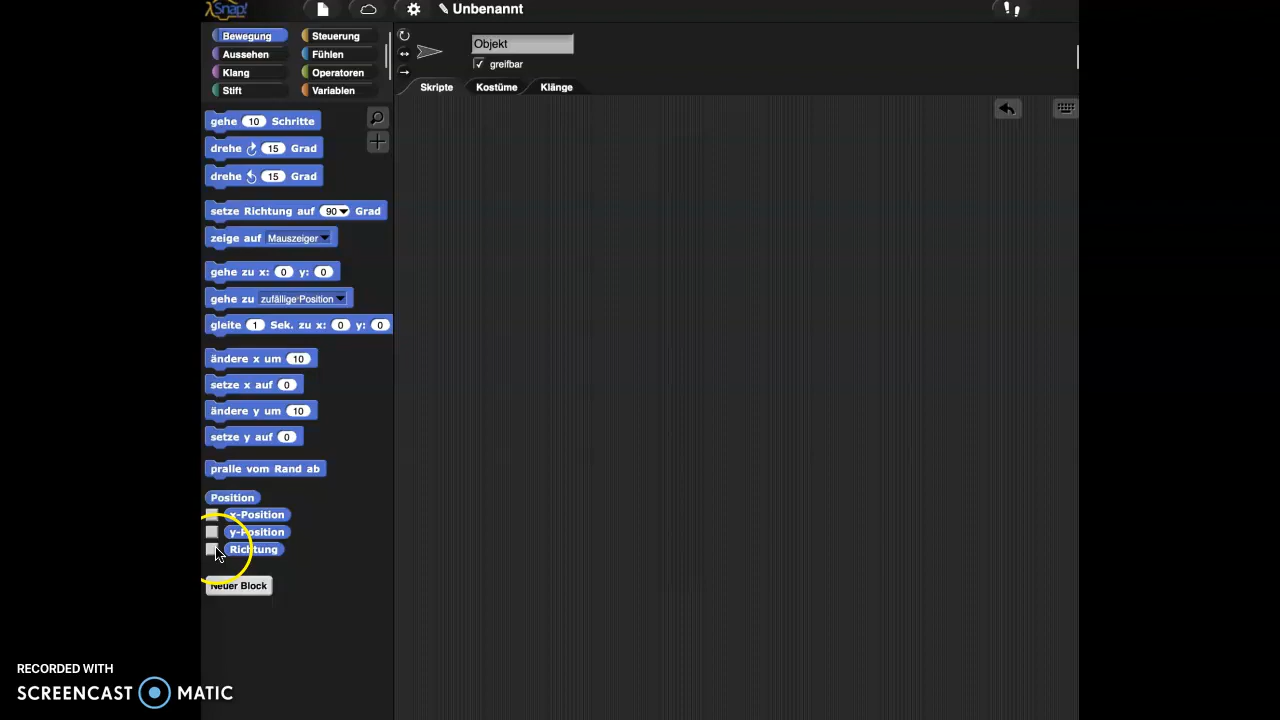 Snap!
Unbenannt
Bewegung
Steuerung
Aussehen
Fühlen
Klang
Operatoren
Stift
Variablen
Objekt
greifbar
Skripte
Kostüme
Klänge
gehe 10 Schritte
drehe 15 Grad
drehe 15 Grad
setze Richtung auf 90 Grad
zeige auf Mauszeiger
gehe zu x: 0 y: 0
gehe zu zufällige Position
gleite 1 Sek. zu x: 0 y: 0
ändere x um 10
setze x auf 0
ändere y um 10
setze y auf 0
pralle vom Rand ab
Position
x-Position
y-Position
Richtung
Neuer Block
RECORDED WITH
SCREENCAST MATIC